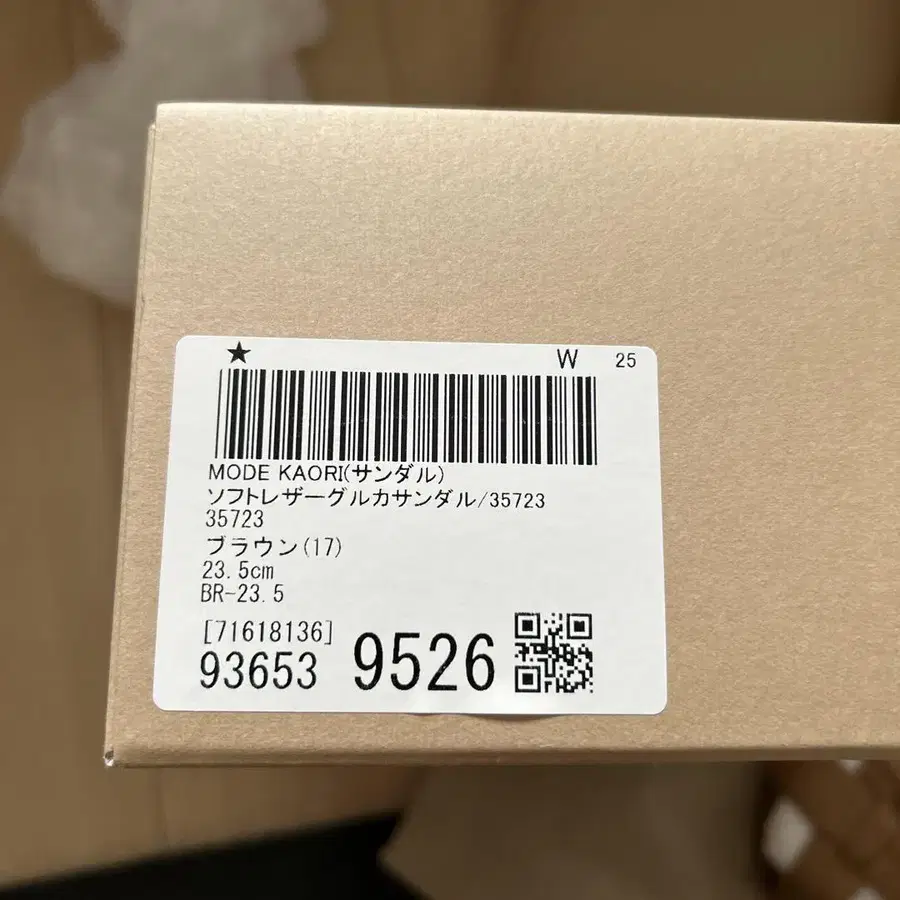 ★ W 25
MODE KAORI(サンダル)
ソフトレザーグルカサンダル/35723
35723
ブラウン(17)
23.5cm
BR-23.5
[71618136]
93653 9526